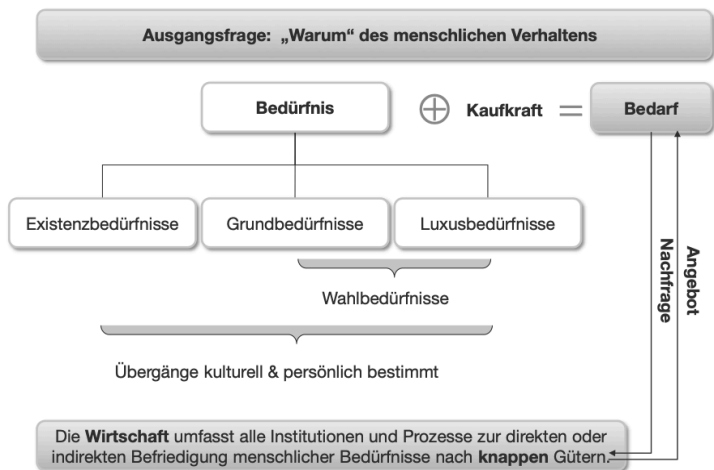 Ausgangsfrage: „Warum“ des menschlichen Verhaltens
Bedürfnis
Kaufkraft
=
Bedarf
Existenzbedürfnisse
Grundbedürfnisse
Luxusbedürfnisse
Wahlbedürfnisse
Übergänge kulturell & persönlich bestimmt
Nachfrage
Angebot
Die Wirtschaft umfasst alle Institutionen und Prozesse zur direkten oder
indirekten Befriedigung menschlicher Bedürfnisse nach knappen Gütern.